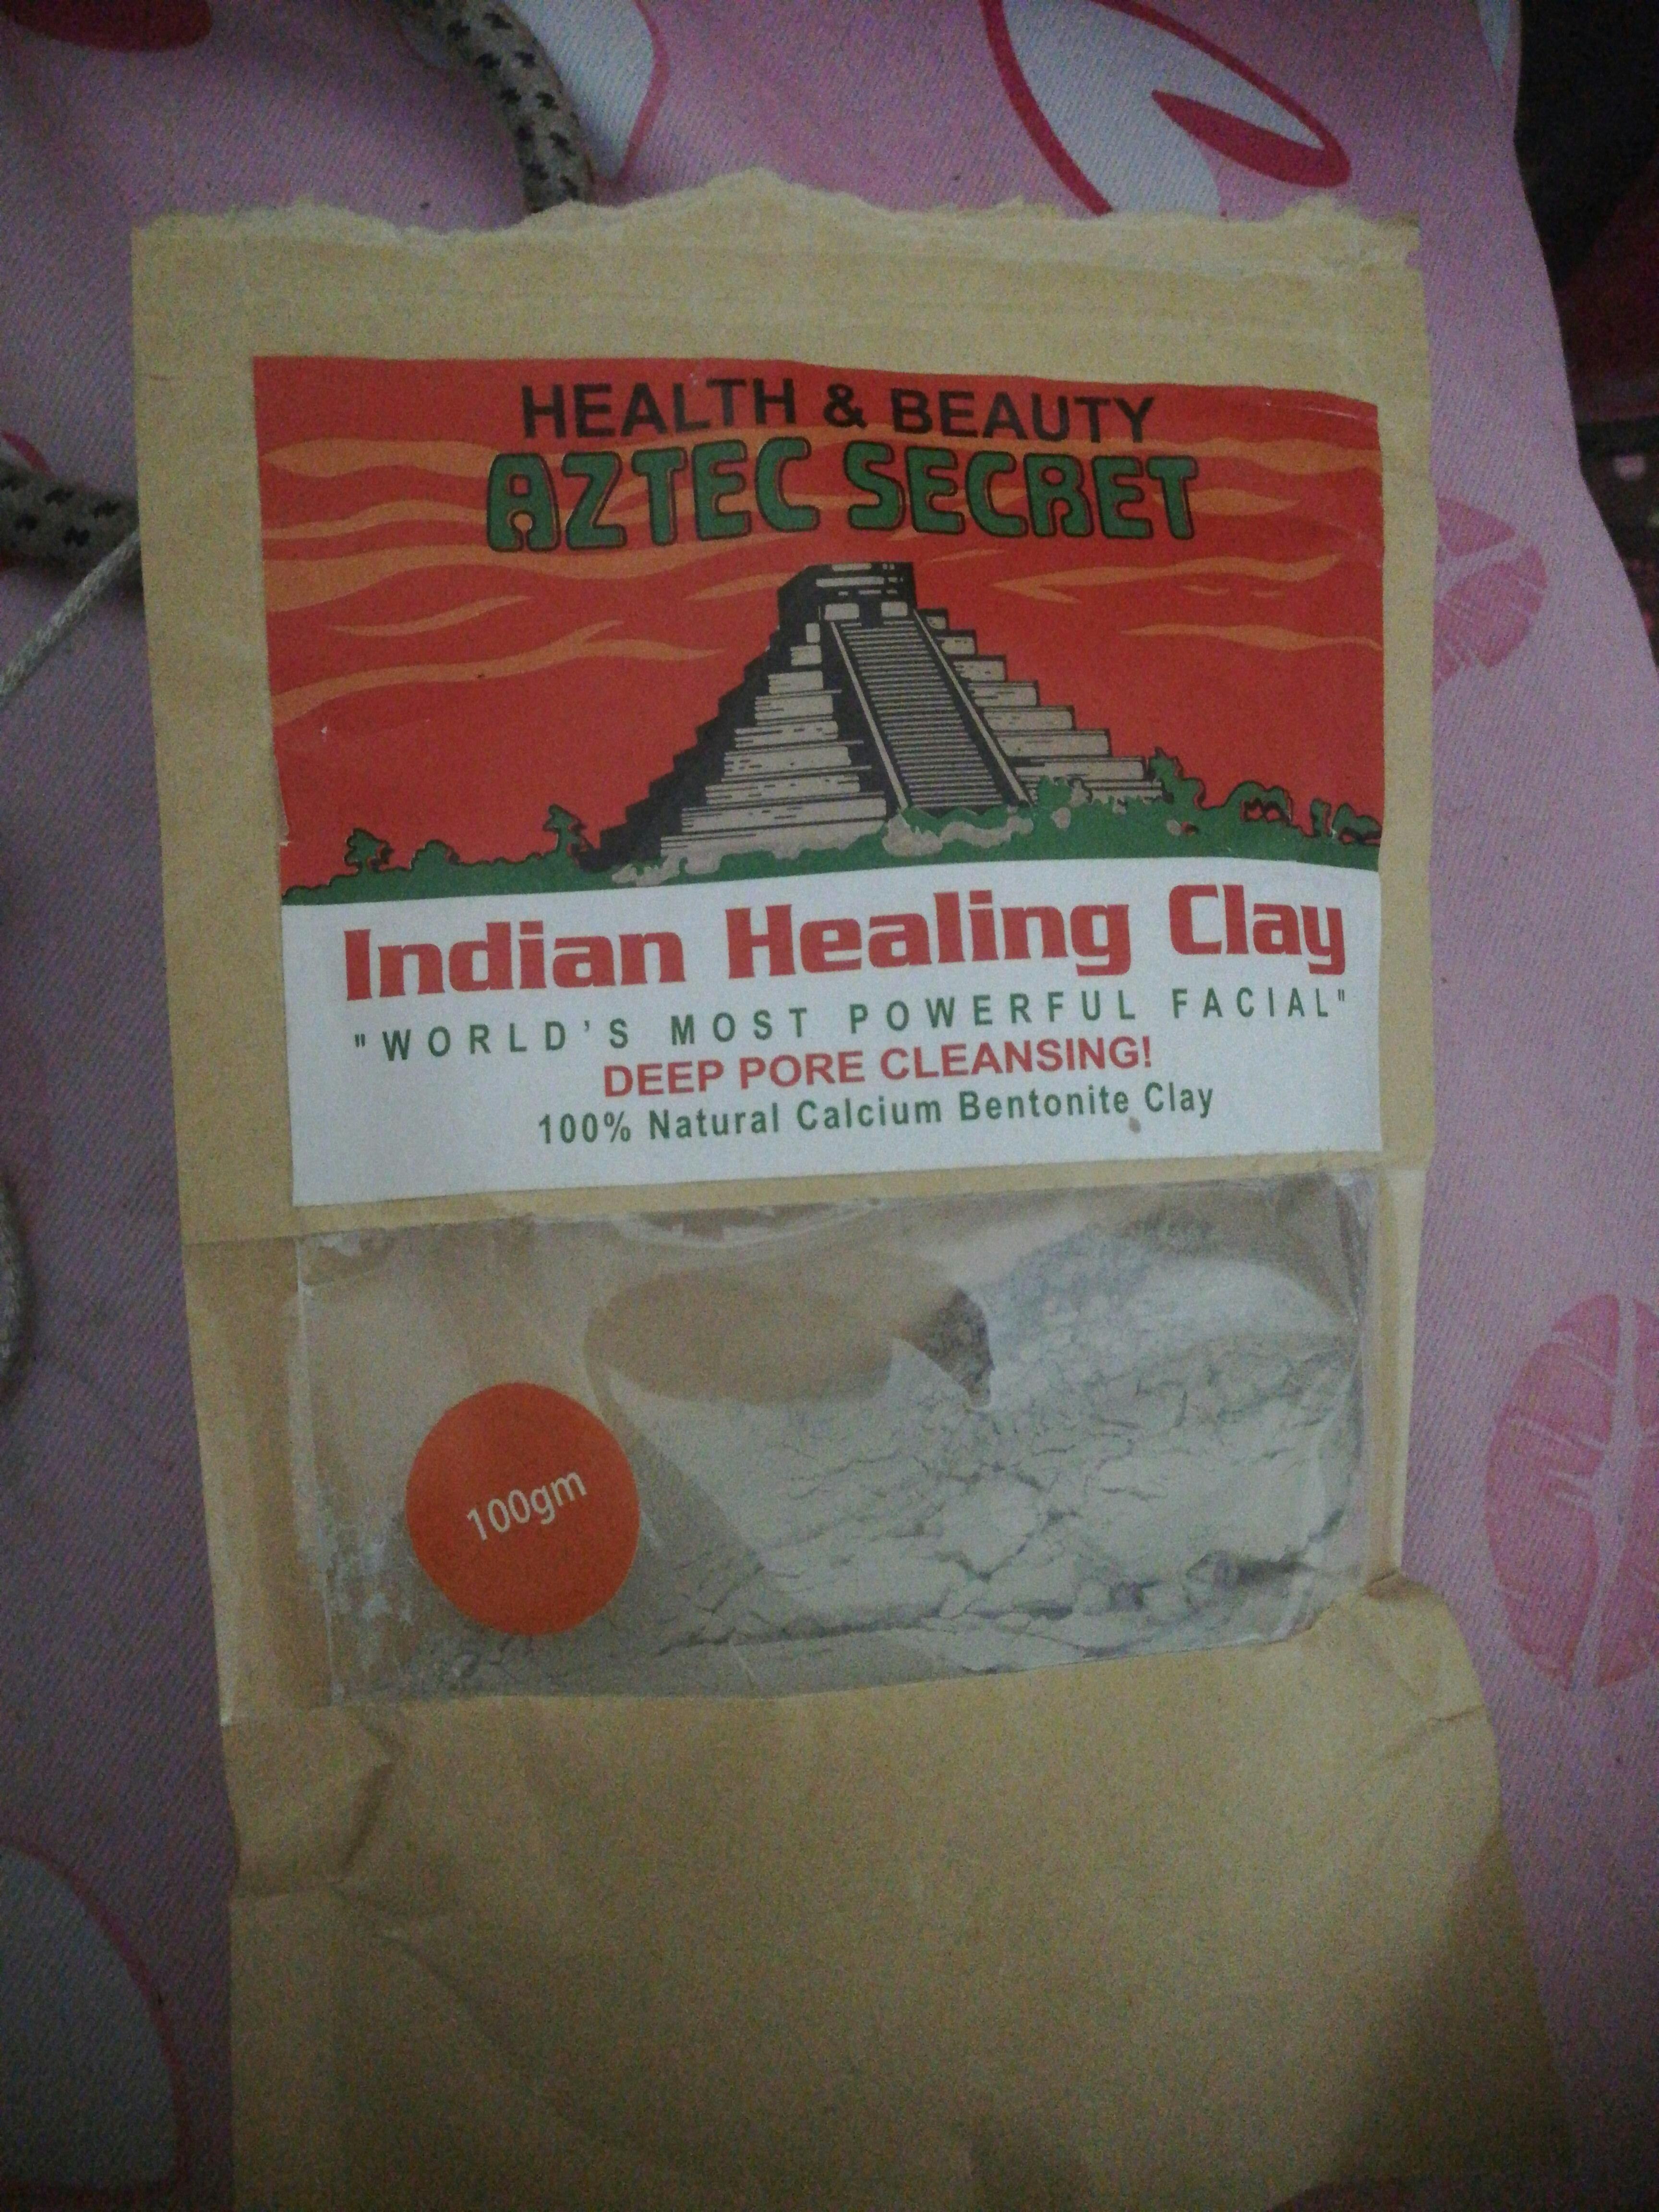 HEALTH & BEAUTY
AZTEC SECRET
Indian Healing Clay
"WORLD'S MOST POWERFUL FACIAL"
DEEP PORE CLEANSING!
100% Natural Calcium Bentonite Clay
100gm